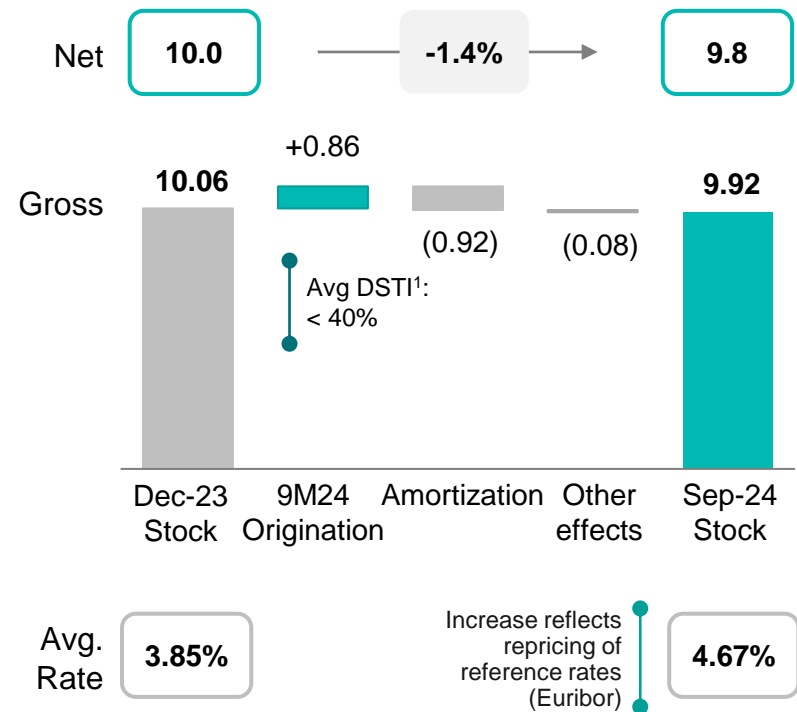 Net 10.0 -1.4% 9.8
+0.86
Gross 10.06 9.92
(0.92) (0.08)
Avg DSTI¹:
< 40%
Dec-23 9M24 Amortization Other Sep-24
Stock Origination effects Stock
Increase reflects
repricing of
reference rates
(Euribor)
Avg.
Rate 3.85% 4.67%